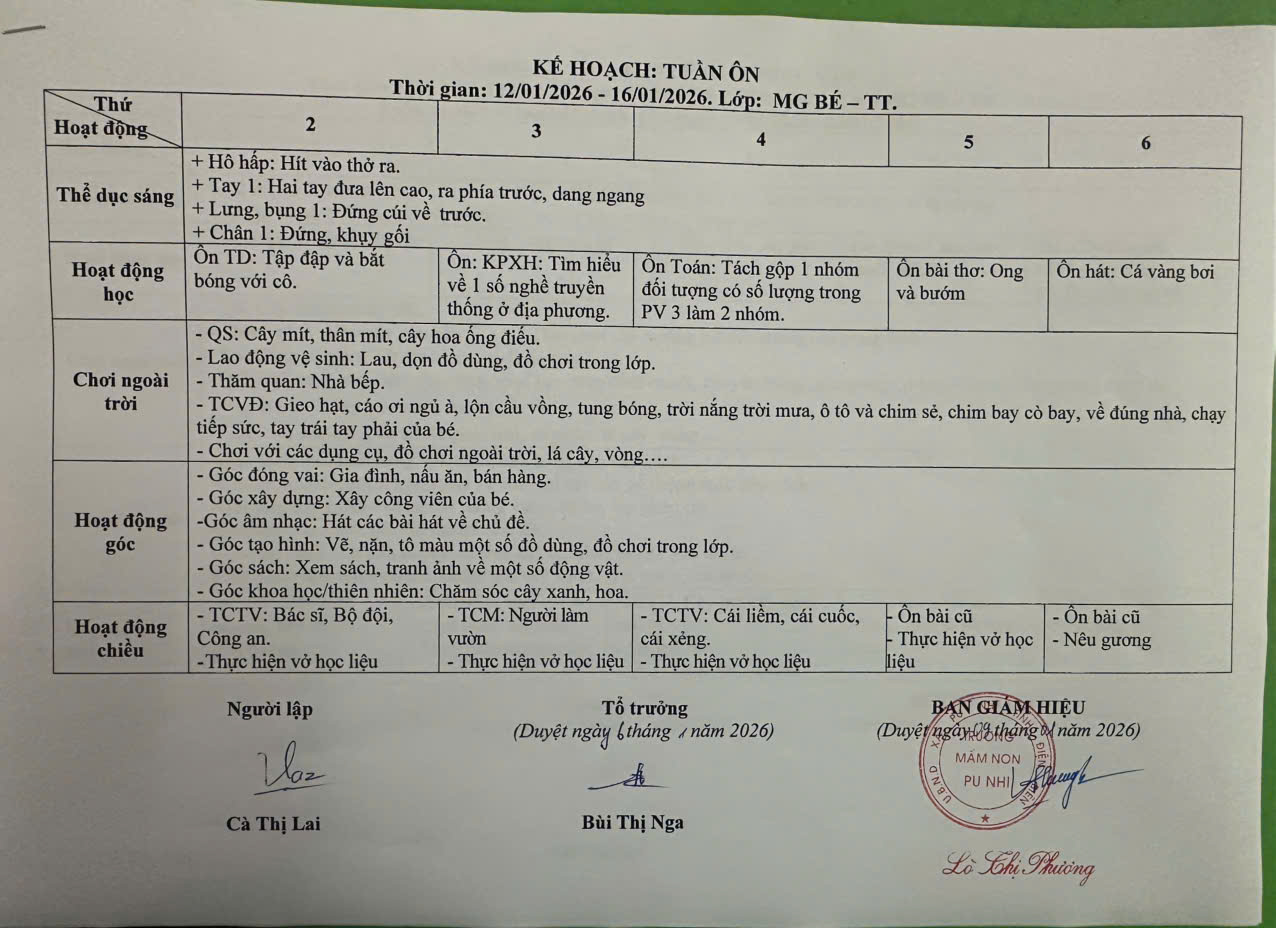 KẾ HOẠCH: TUẦN ÔN
Thời gian: 12/01/2026 - 16/01/2026. Lớp: MG BÉ – TT.
Thứ
Hoạt động
2
3
4
5
6
Thể dục sáng
+ Hô hấp: Hít vào thở ra.
+ Tay 1: Hai tay đưa lên cao, ra phía trước, dang ngang
+ Lưng, bụng 1: Đứng cúi về trước.
+ Chân 1: Đứng, khụy gối
Hoạt động
học
Ôn TD: Tập đập và bắt
bóng với cô.
Ôn: KPXH: Tìm hiểu
về 1 số nghề truyền
thống ở địa phương.
Ôn Toán: Tách gộp 1 nhóm
đối tượng có số lượng trong
PV 3 làm 2 nhóm.
Ôn bài thơ: Ong
và bướm
Ôn hát: Cá vàng bơi
Chơi ngoài
trời
- QS: Cây mít, thân mít, cây hoa ống điếu.
- Lao động vệ sinh: Lau, dọn đồ dùng, đồ chơi trong lớp.
- Thăm quan: Nhà bếp.
- TCVĐ: Gieo hạt, cáo ơi ngủ à, lộn cầu vồng, tung bóng, trời nắng trời mưa, ô tô và chim sẻ, chim bay cò bay, về đúng nhà, chạy
tiếp sức, tay trái tay phải của bé.
- Chơi với các dụng cụ, đồ chơi ngoài trời, lá cây, vòng….
Hoạt động
góc
- Góc đóng vai: Gia đình, nấu ăn, bán hàng.
- Góc xây dựng: Xây công viên của bé.
-Góc âm nhạc: Hát các bài hát về chủ đề.
- Góc tạo hình: Vẽ, nặn, tô màu một số đồ dùng, đồ chơi trong lớp.
- Góc sách: Xem sách, tranh ảnh về một số động vật.
- Góc khoa học/thiên nhiên: Chăm sóc cây xanh, hoa.
Hoạt động
chiều
- TCTV: Bác sĩ, Bộ đội,
Công an.
-Thực hiện vở học liệu
- TCM: Người làm
vườn
- Thực hiện vở học liệu
- TCTV: Cái liềm, cái cuốc,
cái xẻng.
- Thực hiện vở học liệu
- Ôn bài cũ
- Thực hiện vở học
liệu
- Ôn bài cũ
- Nêu gương
Người lập
Cà Thị Lai
Tổ trưởng
(Duyệt ngày 6 tháng 1 năm 2026)
Bùi Thị Nga
BAN GIÁM HIỆU
(Duyệt ngày 09 tháng 01 năm 2026)
TRƯỜNG
MẦM NON
PU NHI
Lò Thị Phương